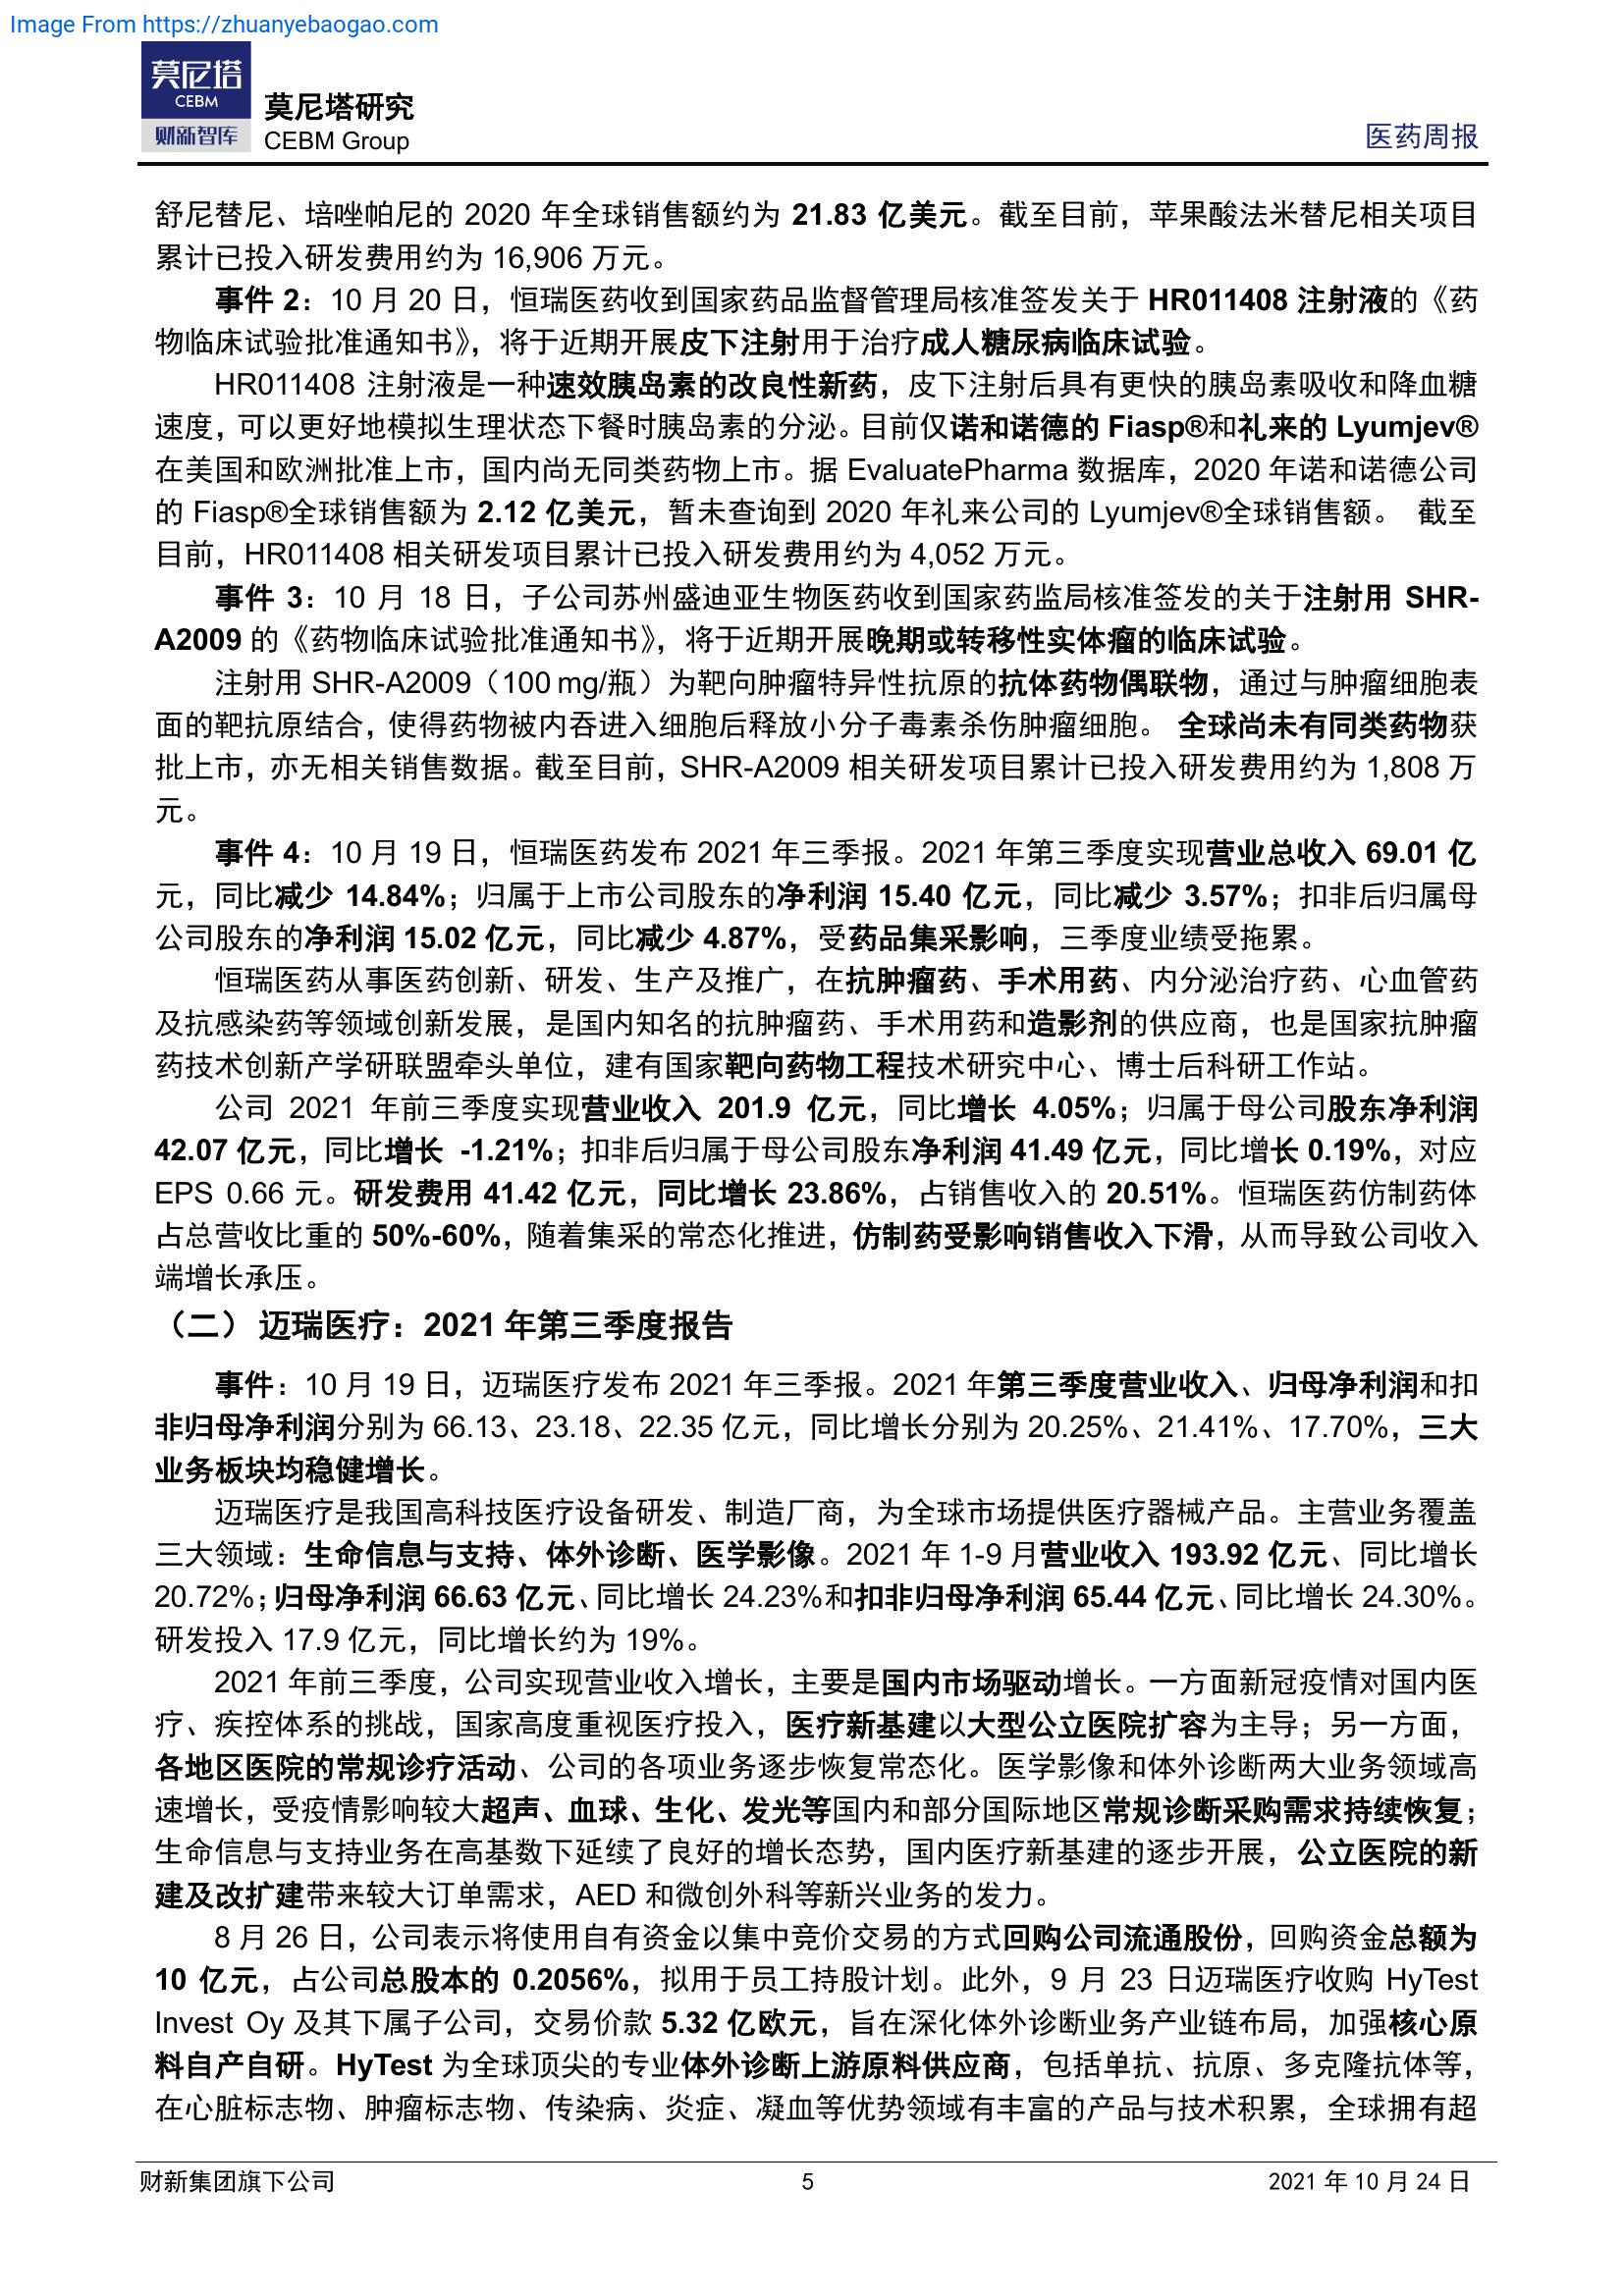 Image From https://zhuanyebaogao.com
莫尼塔
CEBM
财新智库
莫尼塔研究
CEBM Group
医药周报
舒尼替尼、培唑帕尼的 2020 年全球销售额约为 21.83 亿美元。截至目前，苹果酸法米替尼相关项目
累计已投入研发费用约为 16,906 万元。
事件 2：10 月 20 日，恒瑞医药收到国家药品监督管理局核准签发关于 HR011408 注射液的《药
物临床试验批准通知书》，将于近期开展皮下注射用于治疗成人糖尿病临床试验。
HR011408 注射液是一种速效胰岛素的改良性新药，皮下注射后具有更快的胰岛素吸收和降血糖
速度，可以更好地模拟生理状态下餐时胰岛素的分泌。目前仅诺和诺德的 Fiasp®和礼来的 Lyumjev®
在美国和欧洲批准上市，国内尚无同类药物上市。据 EvaluatePharma 数据库，2020 年诺和诺德公司
的 Fiasp®全球销售额为 2.12 亿美元，暂未查询到 2020 年礼来公司的 Lyumjev®全球销售额。 截至
目前，HR011408 相关研发项目累计已投入研发费用约为 4,052 万元。
事件 3：10 月 18 日，子公司苏州盛迪亚生物医药收到国家药监局核准签发的关于注射用 SHR-
A2009 的《药物临床试验批准通知书》，将于近期开展晚期或转移性实体瘤的临床试验。
注射用 SHR-A2009（100 mg/瓶）为靶向肿瘤特异性抗原的抗体药物偶联物，通过与肿瘤细胞表
面的靶抗原结合，使得药物被内吞进入细胞后释放小分子毒素杀伤肿瘤细胞。 全球尚未有同类药物获
批上市，亦无相关销售数据。截至目前，SHR-A2009 相关研发项目累计已投入研发费用约为 1,808 万
元。
事件 4：10 月 19 日，恒瑞医药发布 2021 年三季报。2021 年第三季度实现营业总收入 69.01 亿
元，同比减少 14.84%；归属于上市公司股东的净利润 15.40 亿元，同比减少 3.57%；扣非后归属母
公司股东的净利润 15.02 亿元，同比减少 4.87%，受药品集采影响，三季度业绩受拖累。
恒瑞医药从事医药创新、研发、生产及推广，在抗肿瘤药、手术用药、内分泌治疗药、心血管药
及抗感染药等领域创新发展，是国内知名的抗肿瘤药、手术用药和造影剂的供应商，也是国家抗肿瘤
药技术创新产学研联盟牵头单位，建有国家靶向药物工程技术研究中心、博士后科研工作站。
公司 2021 年前三季度实现营业收入 201.9 亿元，同比增长 4.05%；归属于母公司股东净利润
42.07 亿元，同比增长 -1.21%；扣非后归属于母公司股东净利润 41.49 亿元，同比增长 0.19%，对应
EPS 0.66 元。研发费用 41.42 亿元，同比增长 23.86%，占销售收入的 20.51%。恒瑞医药仿制药体
占总营收比重的 50%-60%，随着集采的常态化推进，仿制药受影响销售收入下滑，从而导致公司收入
端增长承压。
（二） 迈瑞医疗：2021 年第三季度报告
事件：10 月 19 日，迈瑞医疗发布 2021 年三季报。2021 年第三季度营业收入、归母净利润和扣
非归母净利润分别为 66.13、23.18、22.35 亿元，同比增长分别为 20.25%、21.41%、17.70%，三大
业务板块均稳健增长。
迈瑞医疗是我国高科技医疗设备研发、制造厂商，为全球市场提供医疗器械产品。主营业务覆盖
三大领域：生命信息与支持、体外诊断、医学影像。2021 年 1-9 月营业收入 193.92 亿元、同比增长
20.72%；归母净利润 66.63 亿元、同比增长 24.23%和扣非归母净利润 65.44 亿元、同比增长 24.30%。
研发投入 17.9 亿元，同比增长约为 19%。
2021 年前三季度，公司实现营业收入增长，主要是国内市场驱动增长。一方面新冠疫情对国内医
疗、疾控体系的挑战，国家高度重视医疗投入，医疗新基建以大型公立医院扩容为主导；另一方面，
各地区医院的常规诊疗活动、公司的各项业务逐步恢复常态化。医学影像和体外诊断两大业务领域高
速增长，受疫情影响较大超声、血球、生化、发光等国内和部分国际地区常规诊断采购需求持续恢复；
生命信息与支持业务在高基数下延续了良好的增长态势，国内医疗新基建的逐步开展，公立医院的新
建及改扩建带来较大订单需求，AED 和微创外科等新兴业务的发力。
8 月 26 日，公司表示将使用自有资金以集中竞价交易的方式回购公司流通股份，回购资金总额为
10 亿元，占公司总股本的 0.2056%，拟用于员工持股计划。此外，9 月 23 日迈瑞医疗收购 HyTest
Invest Oy 及其下属子公司，交易价款 5.32 亿欧元，旨在深化体外诊断业务产业链布局，加强核心原
料自产自研。HyTest 为全球顶尖的专业体外诊断上游原料供应商，包括单抗、抗原、多克隆抗体等，
在心脏标志物、肿瘤标志物、传染病、炎症、凝血等优势领域有丰富的产品与技术积累，全球拥有超
财新集团旗下公司
5
2021 年 10 月 24 日